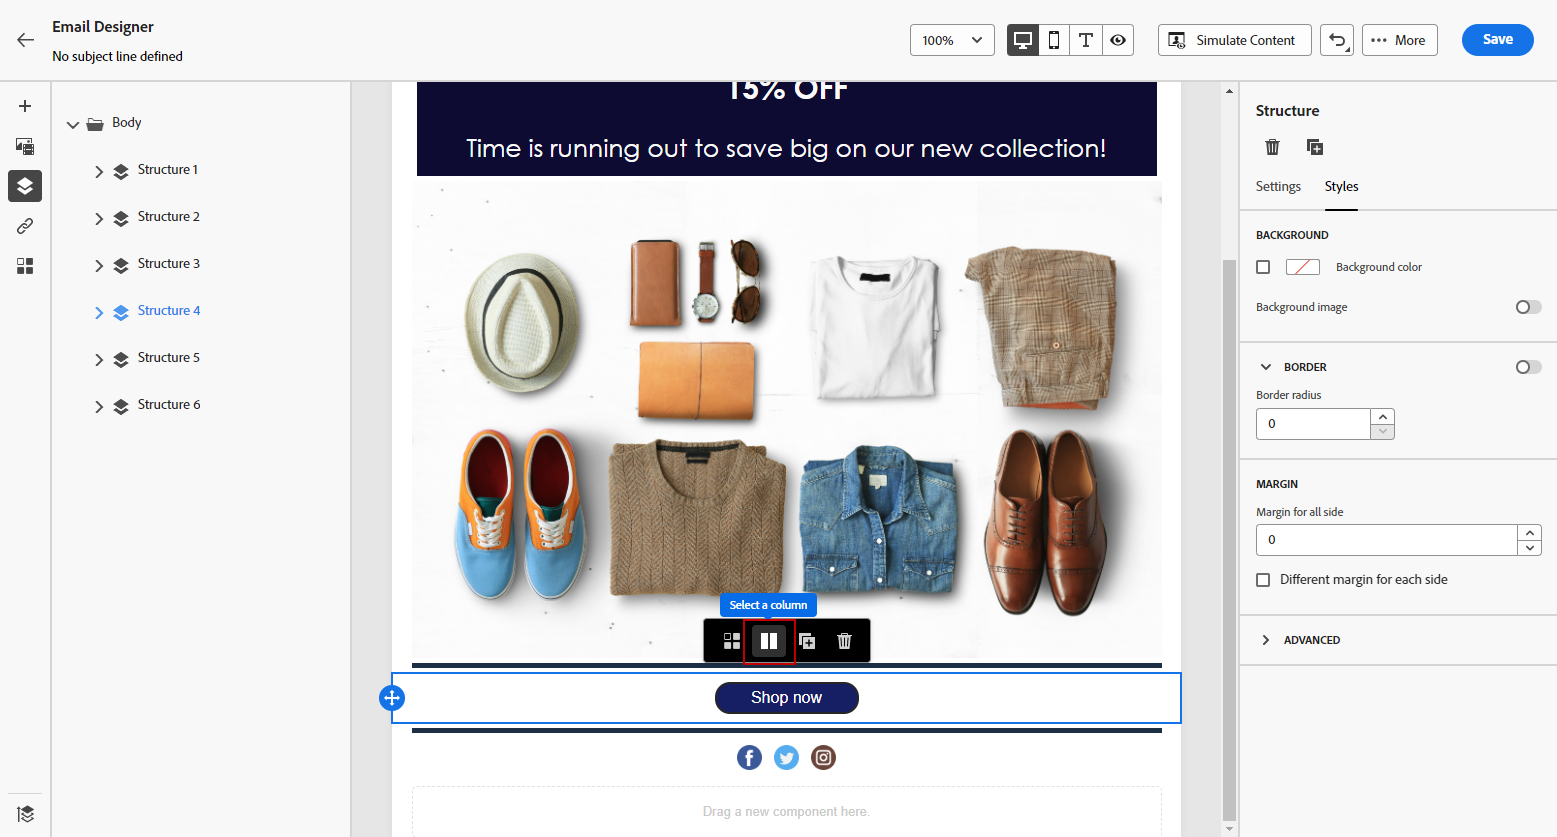 Email Designer
No subject line defined
100%
Simulate Content
More
Save
Body
Structure 1
Structure 2
Structure 3
Structure 4
Structure 5
Structure 6
15% OFF
Time is running out to save big on our new collection!
Select a column
Shop now
Drag a new component here.
Structure
Settings
Styles
BACKGROUND
Background color
Background image
BORDER
Border radius
0
MARGIN
Margin for all side
0
Different margin for each side
ADVANCED